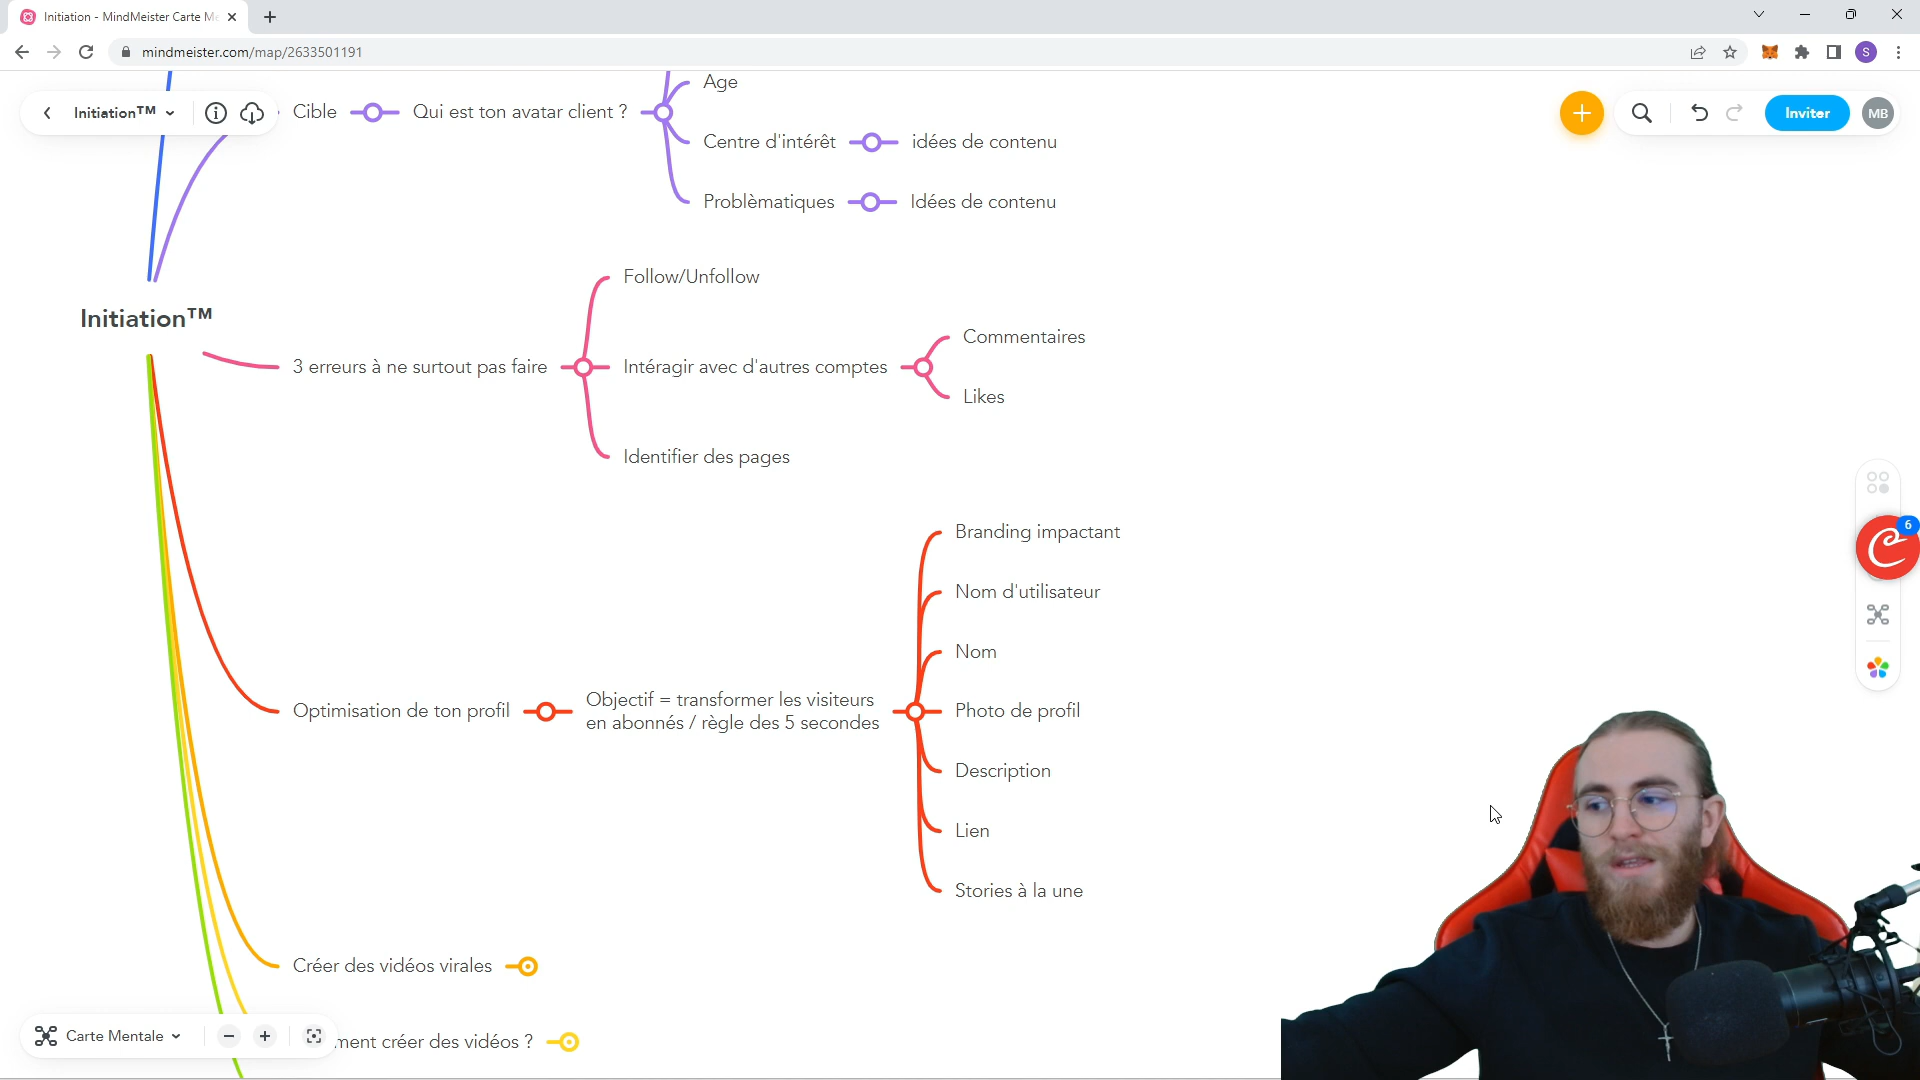 Initiation - MindMeister Carte Me
mindmeister.com/map/2633501191
S
Initiation™
Cible
Qui est ton avatar client ?
Age
Centre d'intérêt
idées de contenu
Problèmatiques
Idées de contenu
Inviter
MB
Initiation™
3 erreurs à ne surtout pas faire
Follow/Unfollow
Intéragir avec d'autres comptes
Commentaires
Likes
Identifier des pages
6
Optimisation de ton profil
Objectif = transformer les visiteurs
en abonnés / règle des 5 secondes
Branding impactant
Nom d'utilisateur
Nom
Photo de profil
Description
Lien
Stories à la une
Créer des vidéos virales
Carte Mentale
ment créer des vidéos ?